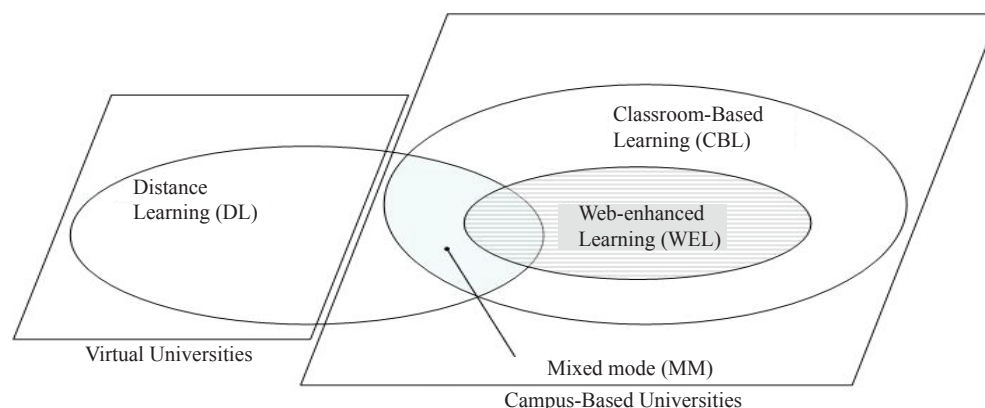 Classroom-Based
Learning (CBL)
Distance
Learning (DL)
Web-enhanced
Learning (WEL)
Virtual Universities
Mixed mode (MM)
Campus-Based Universities